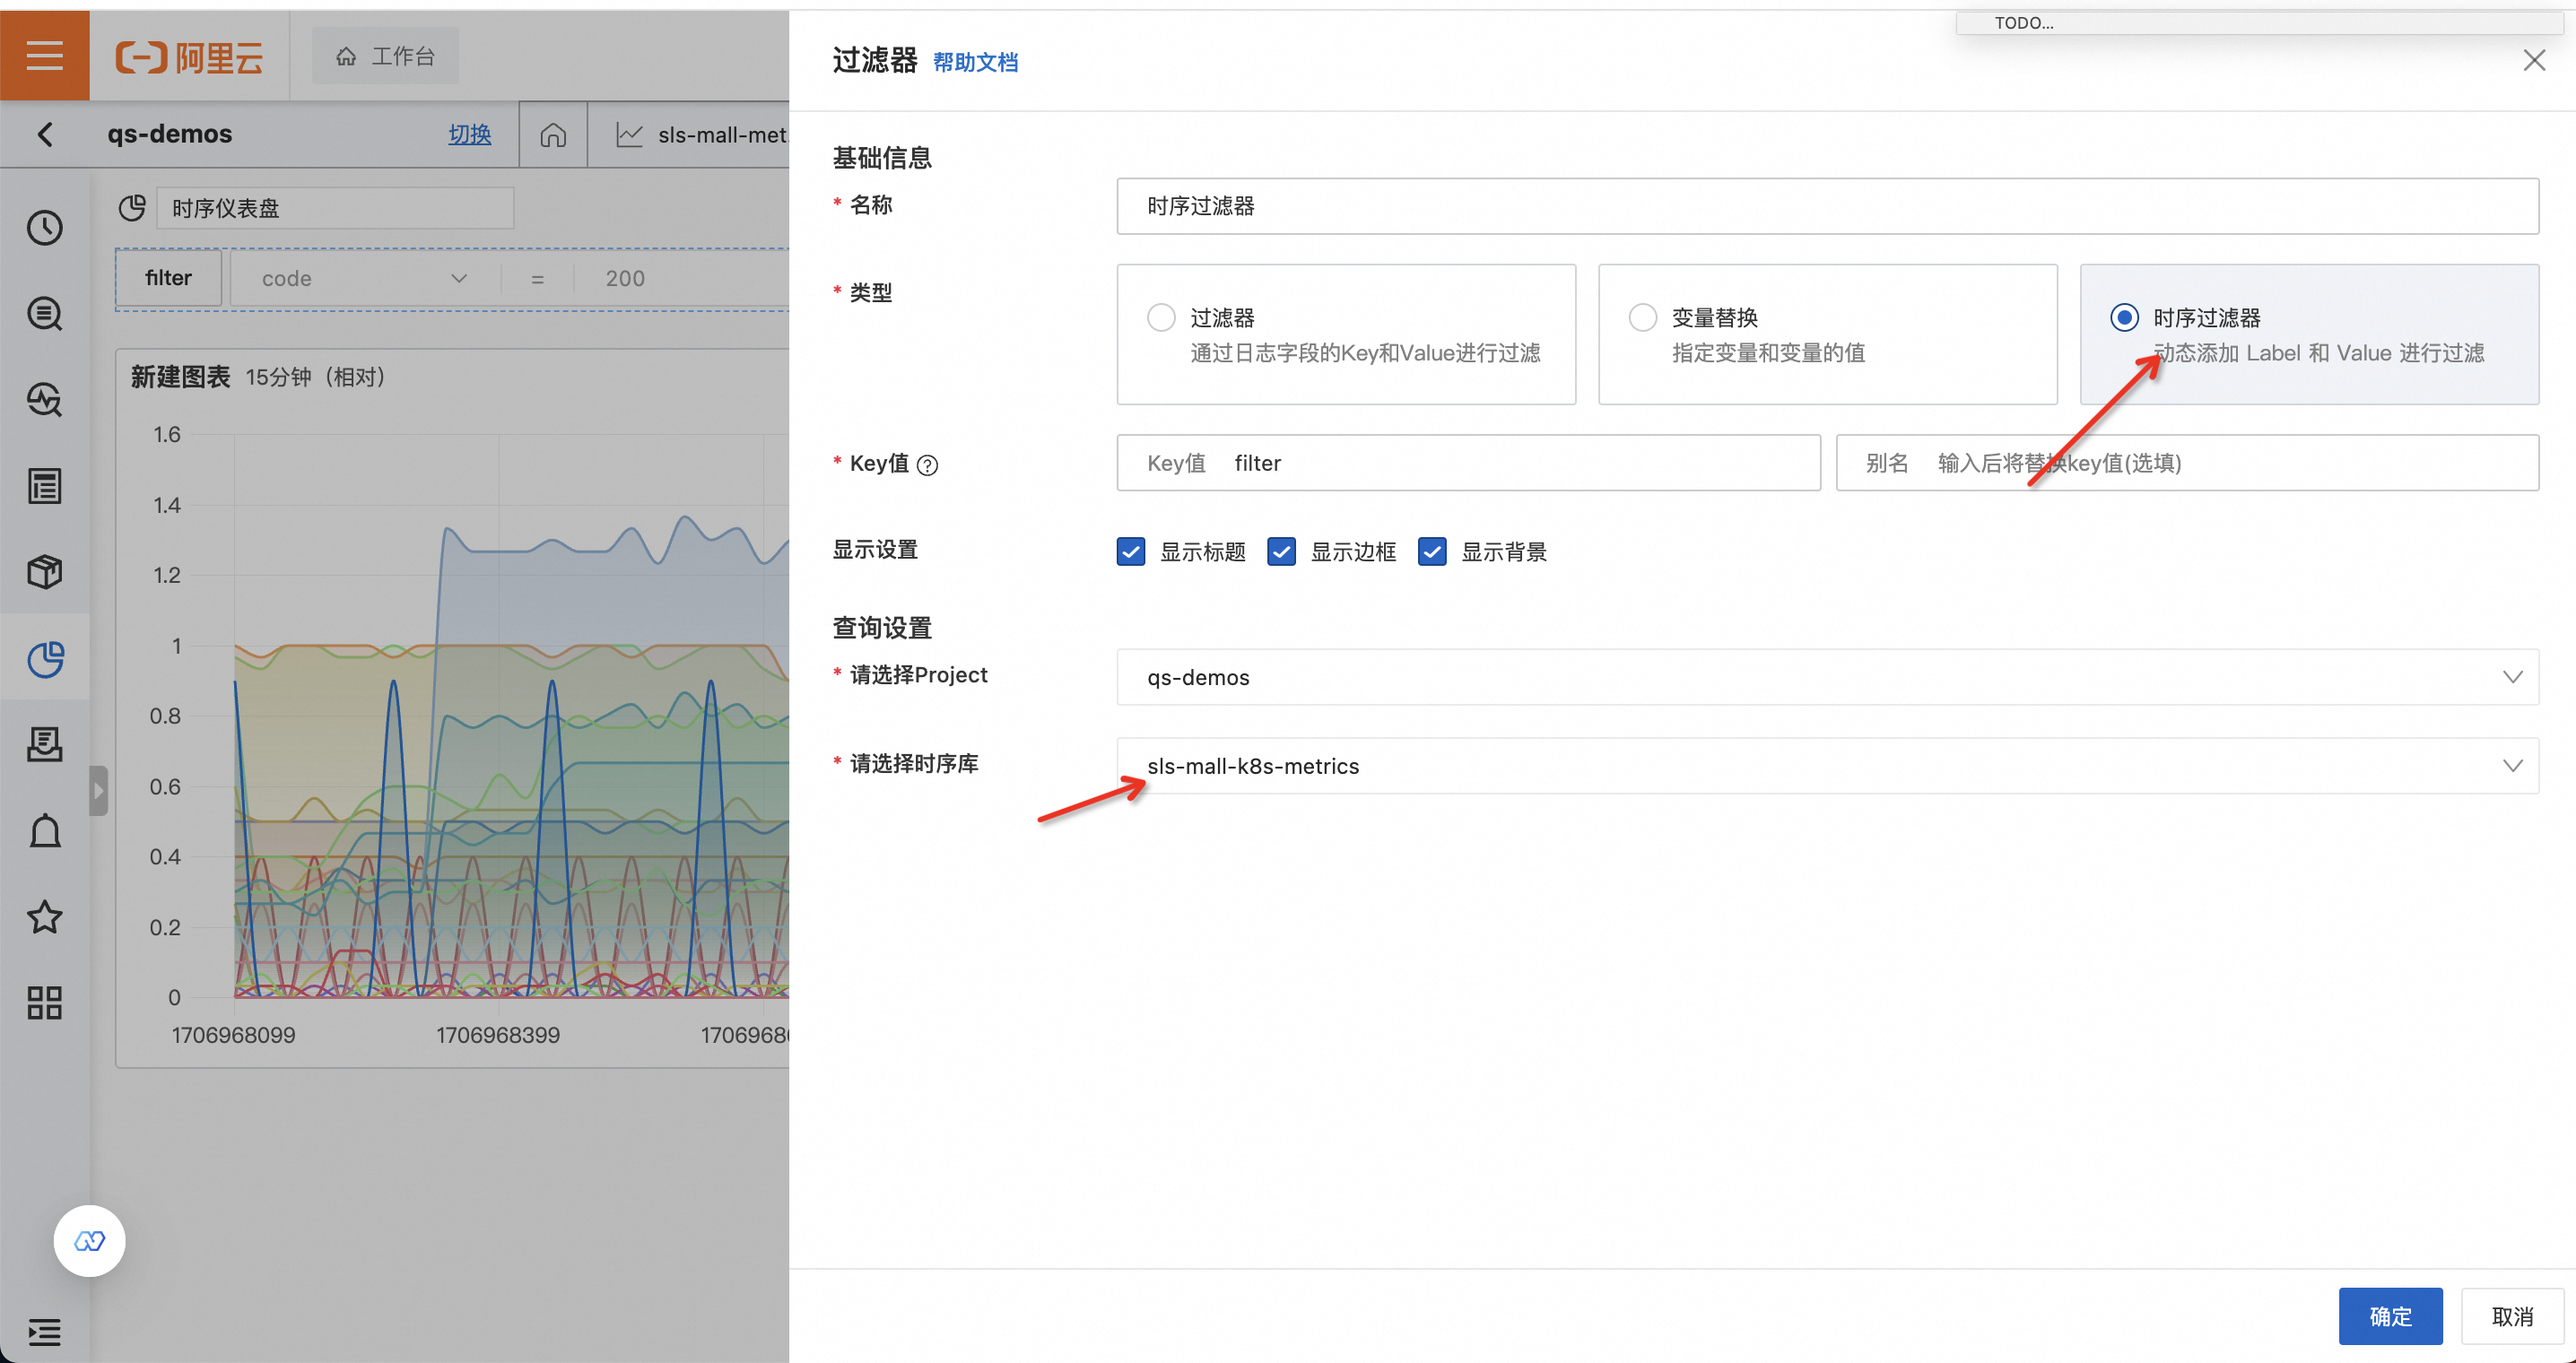 TODO...
阿里云
工作台
qs-demos
切换
sls-mall-met
时序仪表盘
filter
code
=
200
新建图表 15分钟（相对）
1.6
1.4
1.2
1
0.8
0.6
0.4
0.2
0
1706968099
1706968399
过滤器 帮助文档
基础信息
* 名称
时序过滤器
* 类型
过滤器
通过日志字段的Key和Value进行过滤
变量替换
指定变量和变量的值
时序过滤器
动态添加 Label 和 Value 进行过滤
* Key值 ?
Key值 filter
别名 输入后将替换key值(选填)
显示设置
显示标题 显示边框 显示背景
查询设置
* 请选择Project
qs-demos
* 请选择时序库
sls-mall-k8s-metrics
确定
取消